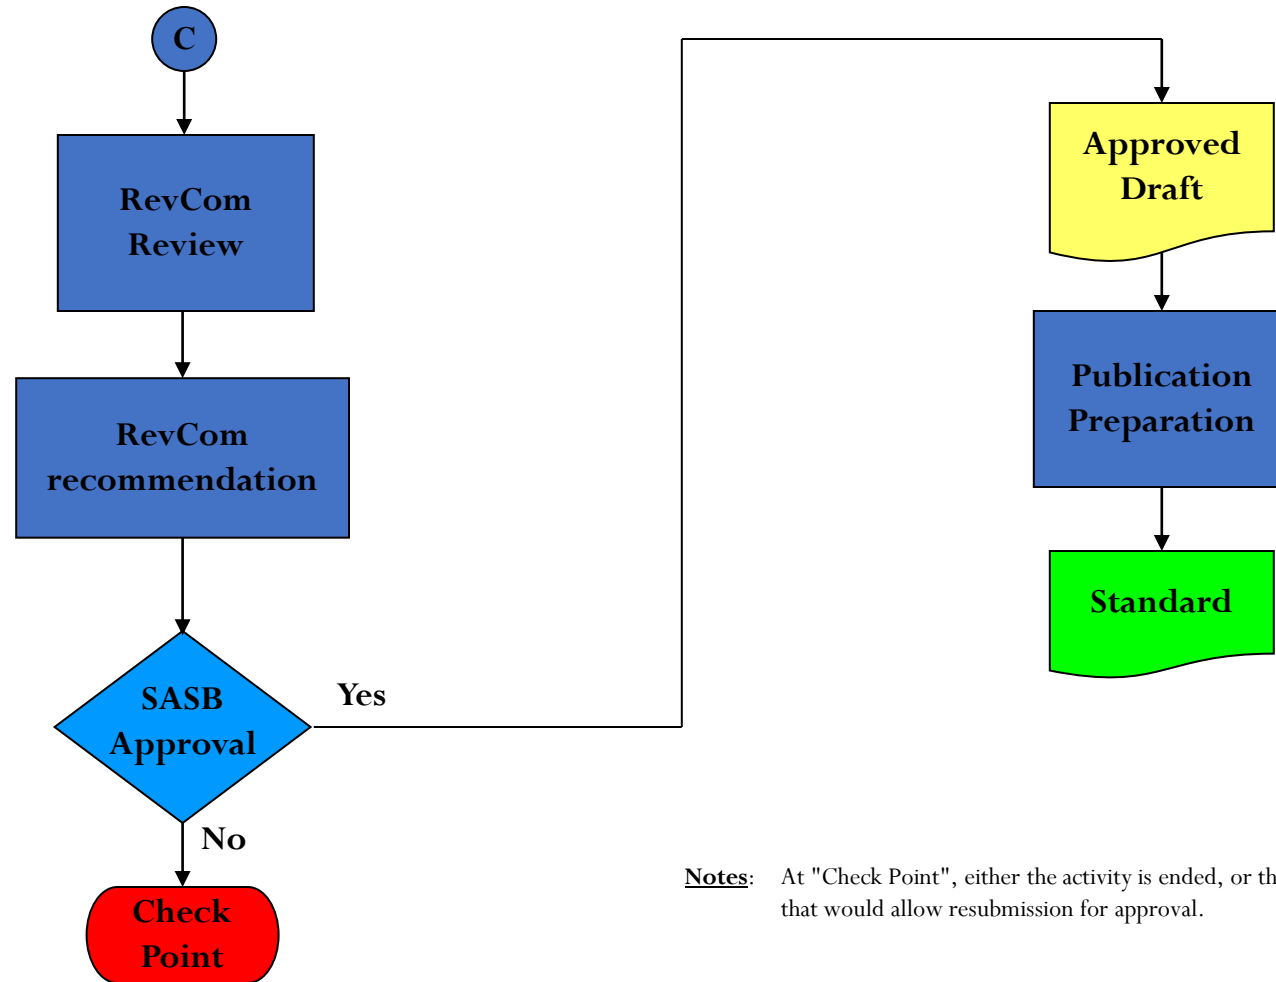 C
RevCom
Review
RevCom
recommendation
SASB
Approval
Yes
No
Check
Point
Approved
Draft
Publication
Preparation
Standard
Notes: At "Check Point", either the activity is ended, or th
that would allow resubmission for approval.